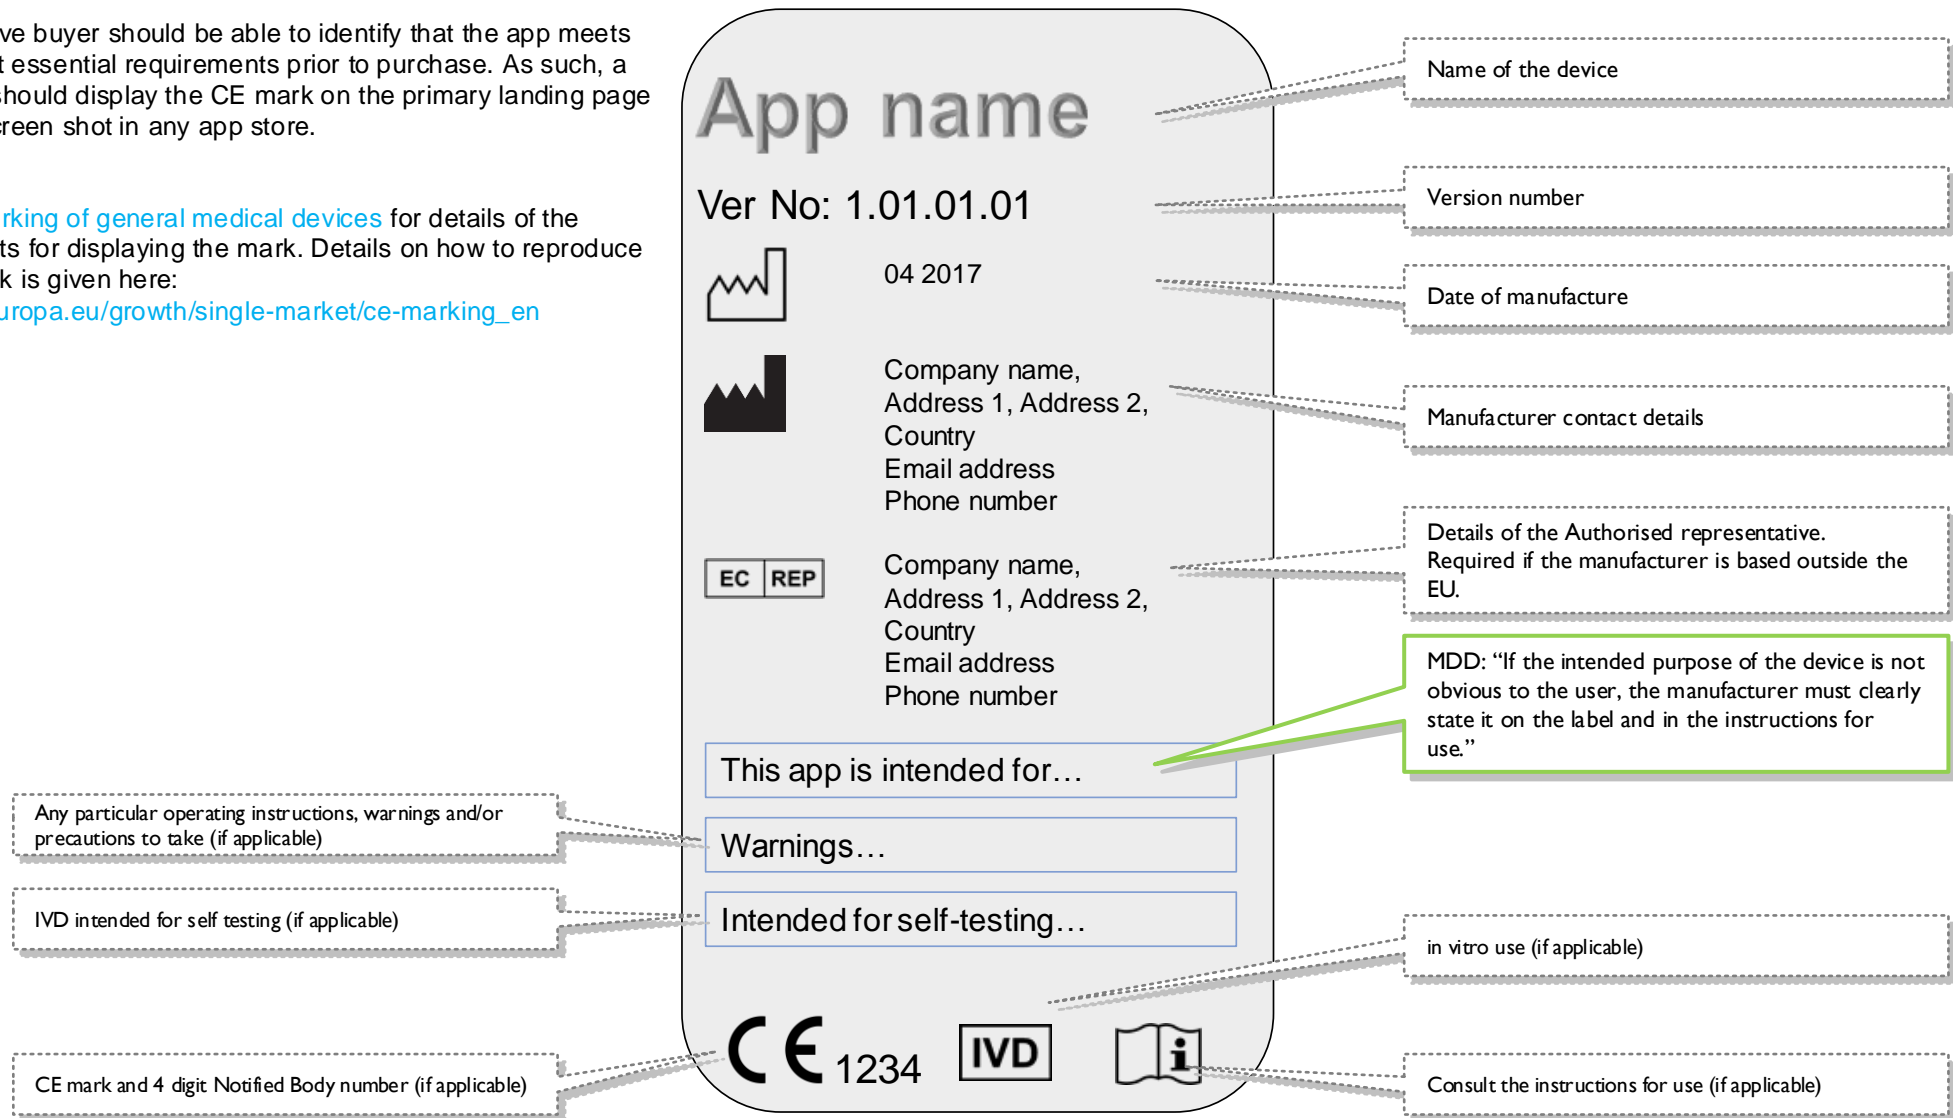 ve buyer should be able to identify that the app meets
t essential requirements prior to purchase. As such, a
should display the CE mark on the primary landing page
creen shot in any app store.
rking of general medical devices for details of the
ts for displaying the mark. Details on how to reproduce
k is given here:
uropa.eu/growth/single-market/ce-marking_en
App name
Name of the device
Ver No: 1.01.01.01
Version number
04 2017
Date of manufacture
Company name,
Address 1, Address 2,
Country
Email address
Phone number
Manufacturer contact details
EC REP
Company name,
Address 1, Address 2,
Country
Email address
Phone number
Details of the Authorised representative.
Required if the manufacturer is based outside the
EU.
This app is intended for…
MDD: “If the intended purpose of the device is not
obvious to the user, the manufacturer must clearly
state it on the label and in the instructions for
use.”
Any particular operating instructions, warnings and/or
precautions to take (if applicable)
Warnings…
IVD intended for self testing (if applicable)
Intended for self-testing…
in vitro use (if applicable)
CE mark and 4 digit Notified Body number (if applicable)
CE 1234
IVD
i
Consult the instructions for use (if applicable)